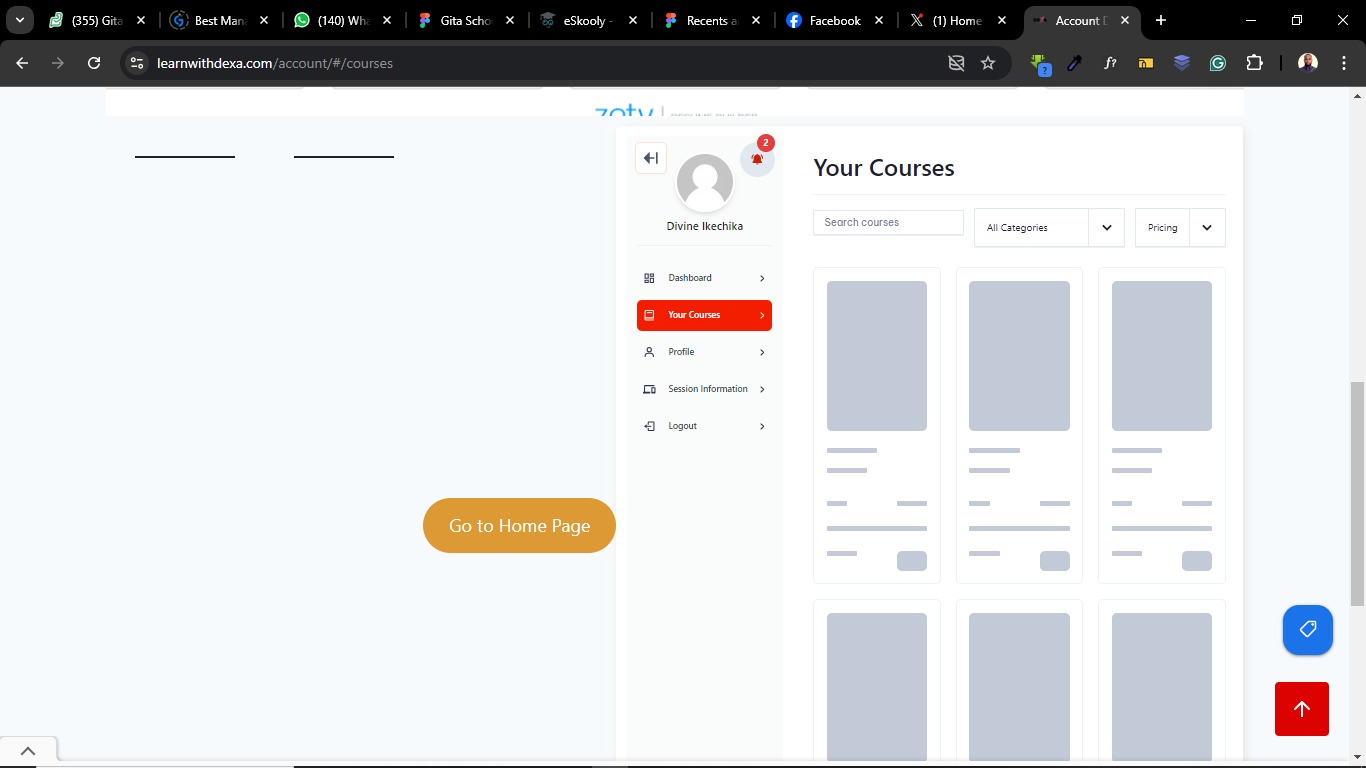 (355) Gita
Best Man
(140) Wha
Gita Scho
eSkooly -
Recents a
Facebook
(1) Home
Account D
learnwithdexa.com/account/#/courses
f?
?
zety
2
Divine Ikechika
Dashboard
Your Courses
Profile
Session Information
Logout
Your Courses
Search courses
All Categories
Pricing
Go to Home Page